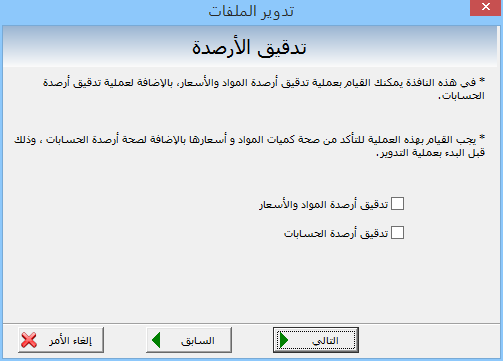 تدوير الملفات
تدقيق الأرصدة
* في هذه النافذة يمكنك القيام بعملية تدقيق أرصدة المواد والأسعار، بالإضافة لعملية تدقيق أرصدة
الحسابات.
* يجب القيام بهذه العملية للتأكد من صحة كميات المواد و أسعارها بالإضافة لصحة أرصدة الحسابات ، وذلك
قبل البدء بعملية التدوير.
تدقيق أرصدة المواد والأسعار
تدقيق أرصدة الحسابات
التالي
السابق
إلغاء الأمر